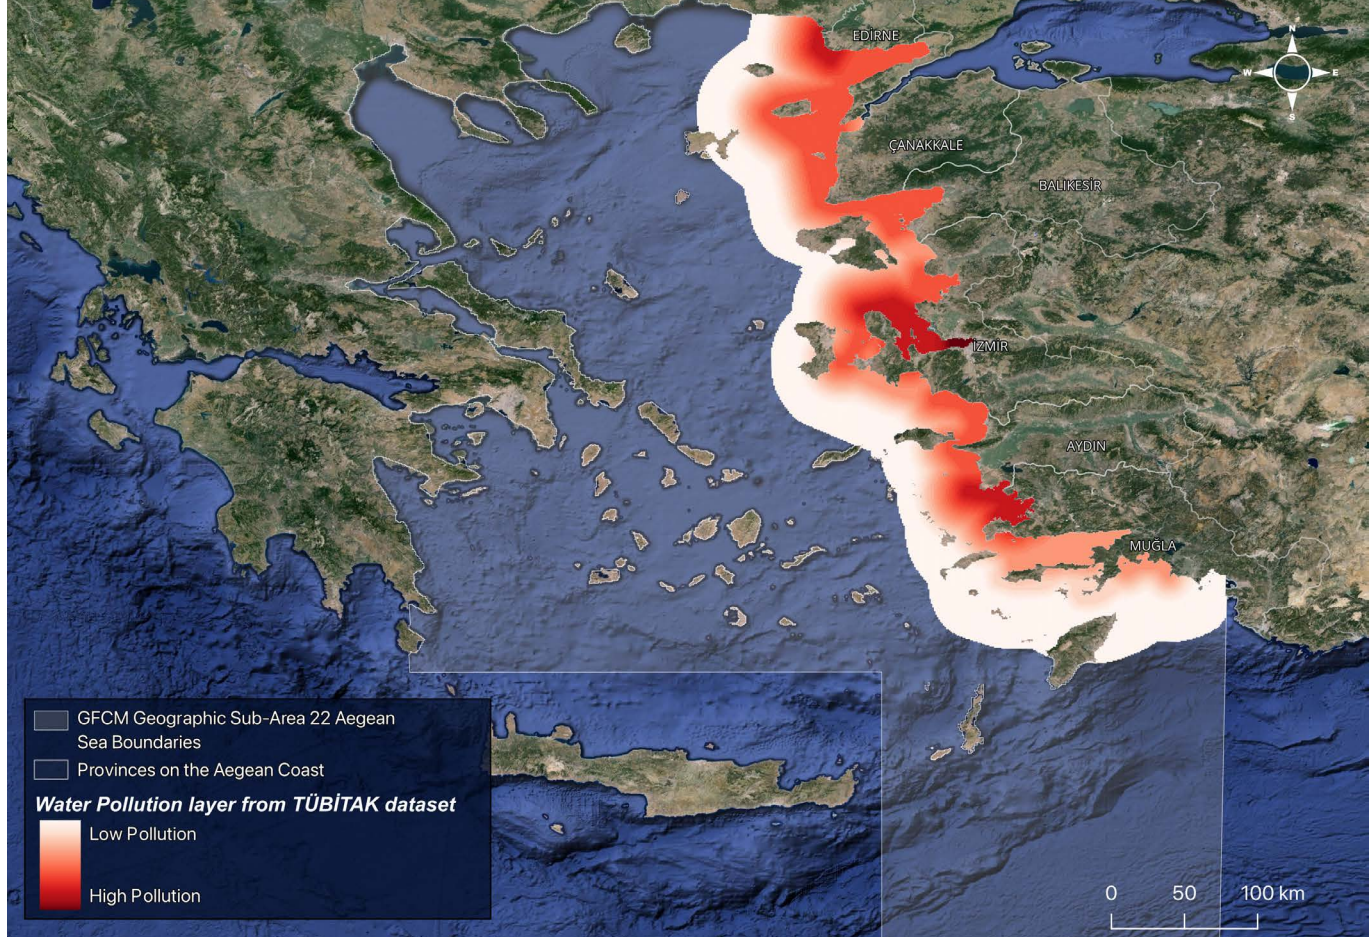 EDİRNE
N
W
E
S
ÇANAKKALE
BALIKESİR
İZMİR
AYDIN
MUĞLA
GFCM Geographic Sub-Area 22 Aegean
Sea Boundaries
Provinces on the Aegean Coast
Water Pollution layer from TÜBİTAK dataset
Low Pollution
High Pollution
0 50 100 km